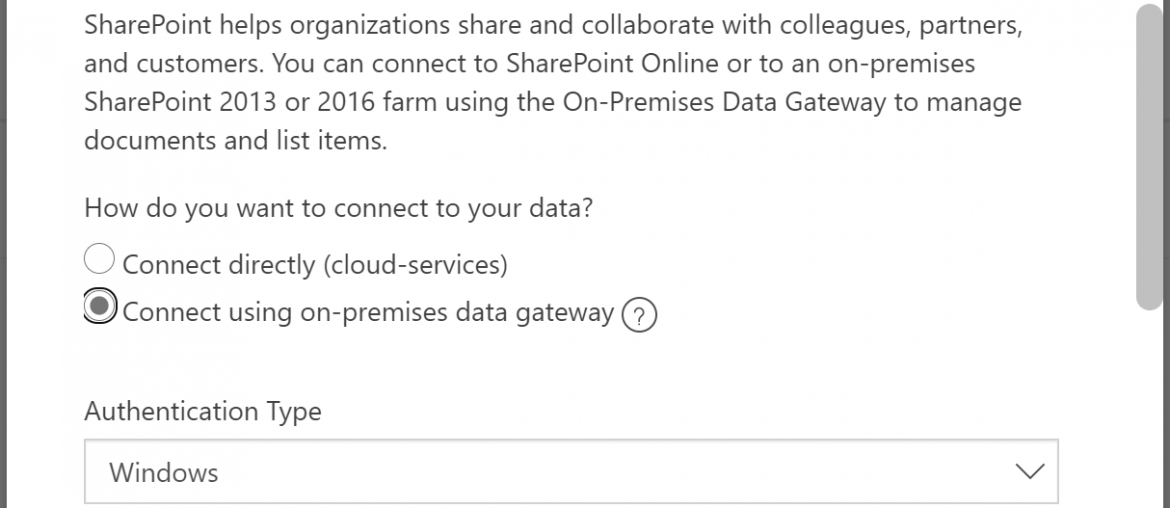 SharePoint helps organizations share and collaborate with colleagues, partners,
and customers. You can connect to SharePoint Online or to an on-premises
SharePoint 2013 or 2016 farm using the On-Premises Data Gateway to manage
documents and list items.
How do you want to connect to your data?
Connect directly (cloud-services)
Connect using on-premises data gateway ?
Authentication Type
Windows